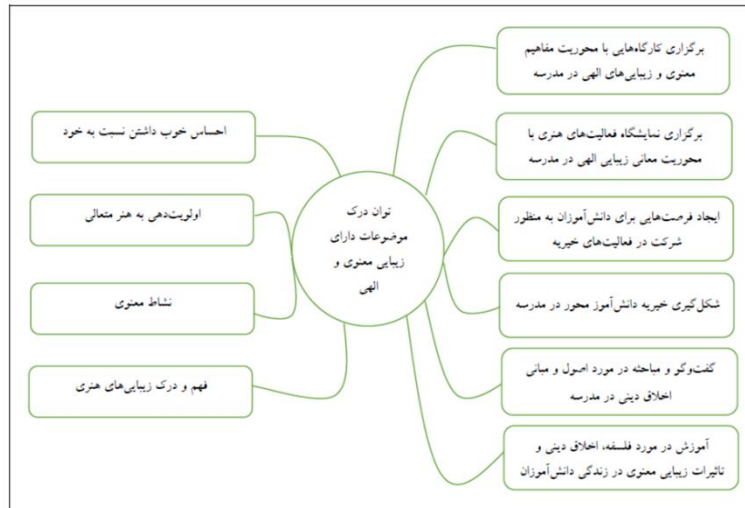 برگزاری کارگاه‌هایی با محوریت مفاهیم
معنوی و زیبایی‌های الهی در مدرسه
برگزاری نمایشگاه فعالیت‌های هنری با
محوریت معانی زیبایی الهی در مدرسه
ایجاد فرصت‌هایی برای دانش‌آموزان به منظور
شرکت در فعالیت‌های خیریه
شکل‌گیری خیریه دانش‌آموز محور در مدرسه
گفت‌وگو و مباحثه در مورد اصول و مبانی
اخلاق دینی در مدرسه
آموزش در مورد فلسفه، اخلاق دینی و
تاثیرات زیبایی معنوی در زندگی دانش‌آموزان
توان درک
موضوعات دارای
زیبایی معنوی و
الهی
احساس خوب داشتن نسبت به خود
اولویت‌دهی به هنر متعالی
نشاط معنوی
فهم و درک زیبایی‌های هنری